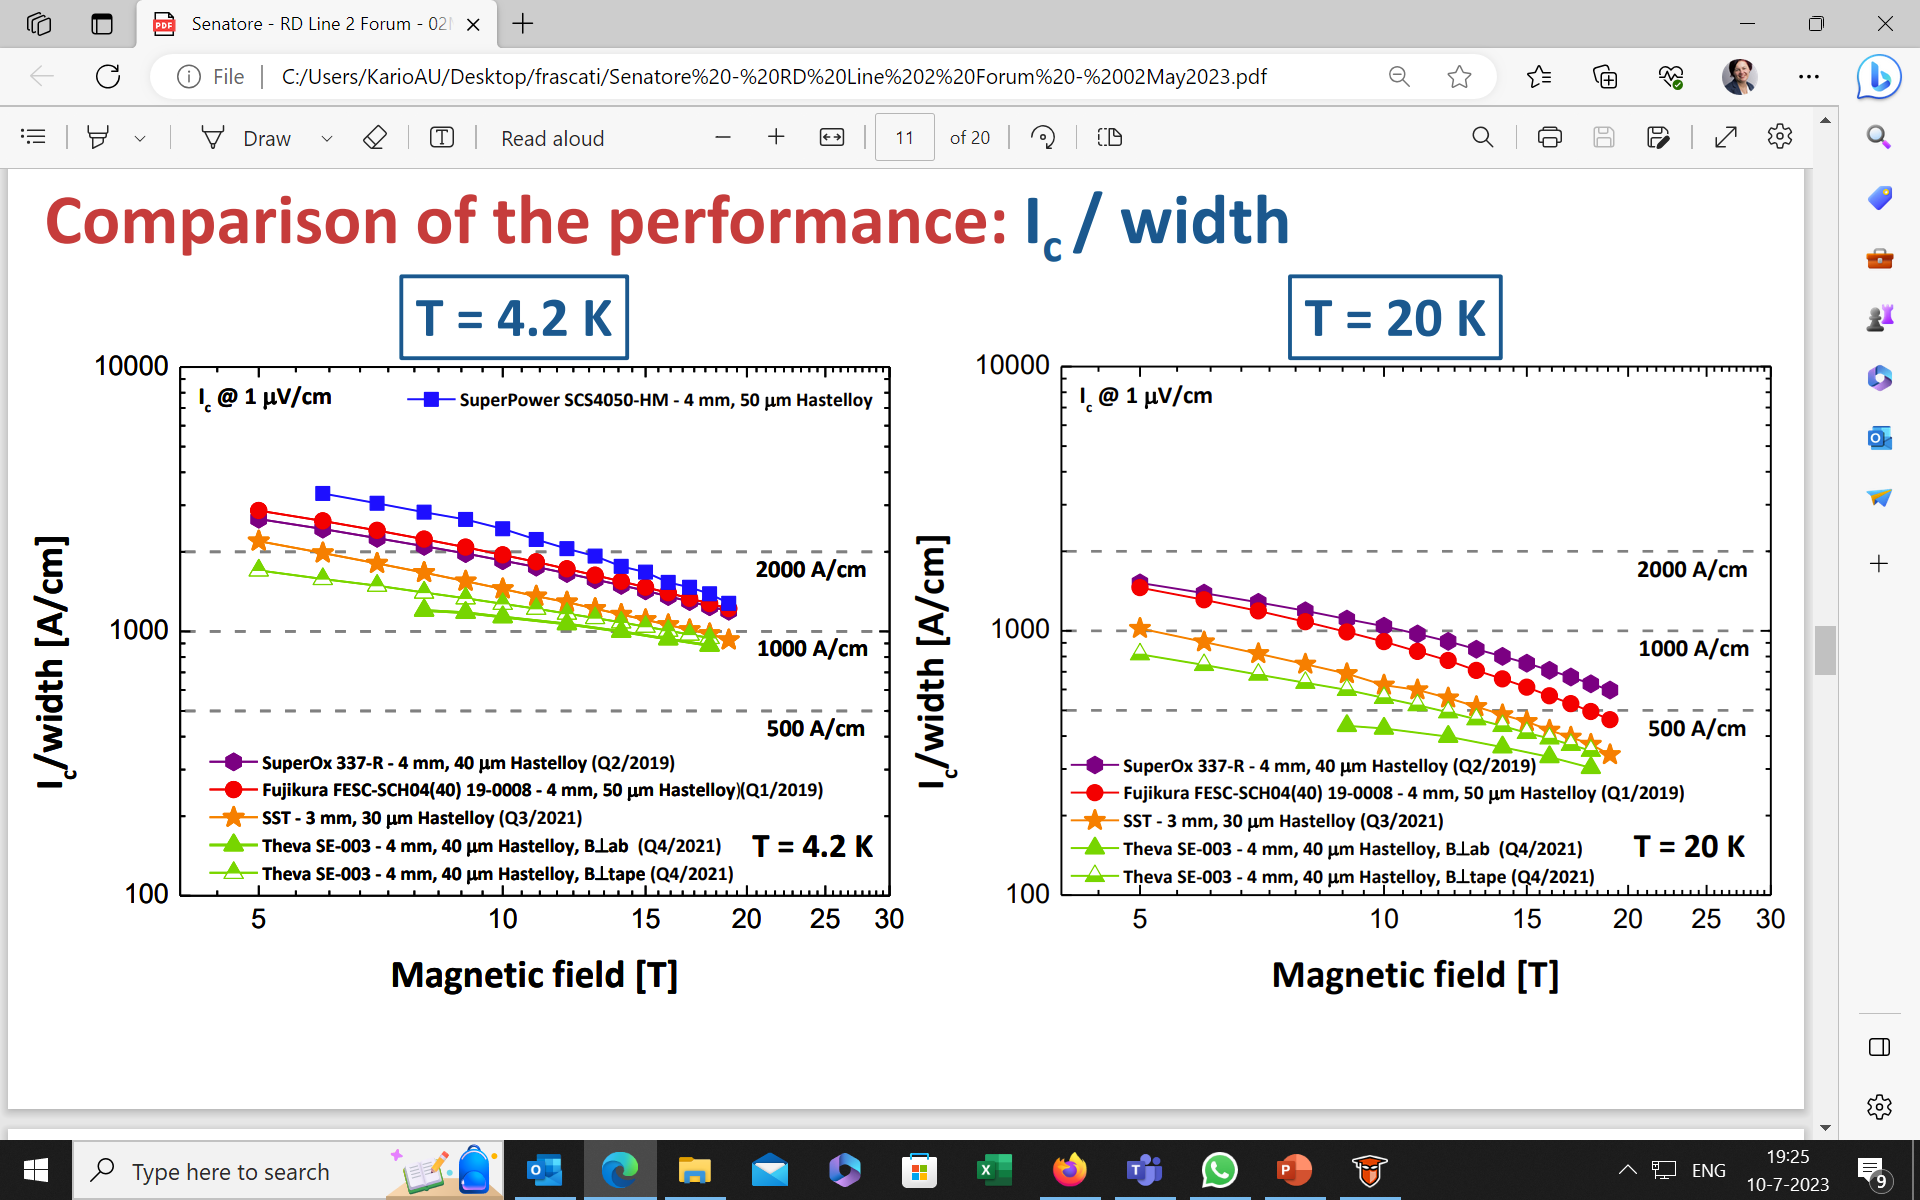 Senatore - RD Line 2 Forum - 02
File
C:/Users/KarioAU/Desktop/frascati/Senatore%20-%20RD%20Line%202%20Forum%20-%2002May2023.pdf
Draw
Read aloud
11
of 20
Comparison of the performance: Ic / width
T = 4.2 K
10000
1000
100
Ic/width [A/cm]
Ic @ 1 μV/cm
SuperPower SCS4050-HM - 4 mm, 50 μm Hastelloy
2000 A/cm
1000 A/cm
500 A/cm
SuperOx 337-R - 4 mm, 40 μm Hastelloy (Q2/2019)
Fujikura FESC-SCH04(40) 19-0008 - 4 mm, 50 μm Hastelloy)(Q1/2019)
SST - 3 mm, 30 μm Hastelloy (Q3/2021)
Theva SE-003 - 4 mm, 40 μm Hastelloy, B⊥ab (Q4/2021)
Theva SE-003 - 4 mm, 40 μm Hastelloy, B⊥tape (Q4/2021)
T = 4.2 K
5 10 15 20 25 30
Magnetic field [T]
T = 20 K
10000
1000
100
Ic/width [A/cm]
Ic @ 1 μV/cm
2000 A/cm
1000 A/cm
500 A/cm
SuperOx 337-R - 4 mm, 40 μm Hastelloy (Q2/2019)
Fujikura FESC-SCH04(40) 19-0008 - 4 mm, 50 μm Hastelloy (Q1/2019)
SST - 3 mm, 30 μm Hastelloy (Q3/2021)
Theva SE-003 - 4 mm, 40 μm Hastelloy, B⊥ab (Q4/2021)
Theva SE-003 - 4 mm, 40 μm Hastelloy, B⊥tape (Q4/2021)
T = 20 K
5 10 15 20 25 30
Magnetic field [T]
Type here to search
ENG
19:25
10-7-2023
9